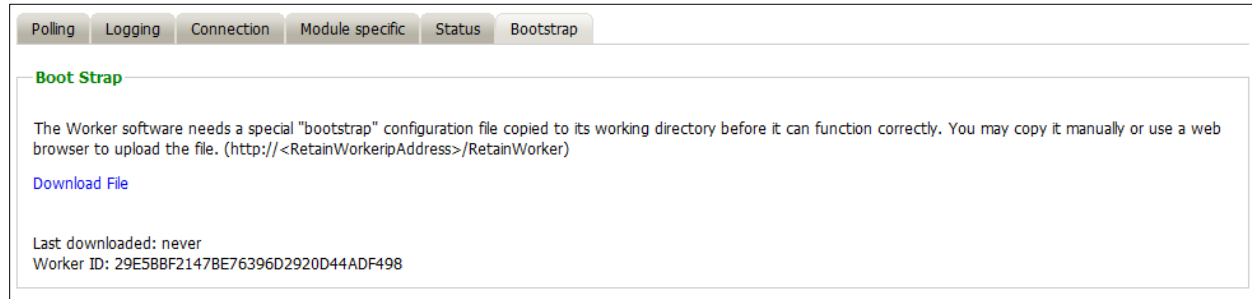 Polling Logging Connection Module specific Status Bootstrap
Boot Strap
The Worker software needs a special "bootstrap" configuration file copied to its working directory before it can function correctly. You may copy it manually or use a web
browser to upload the file. (http://<RetainWorkeripAddress>/RetainWorker)
Download File
Last downloaded: never
Worker ID: 29E5BBF2147BE76396D2920D44ADF498